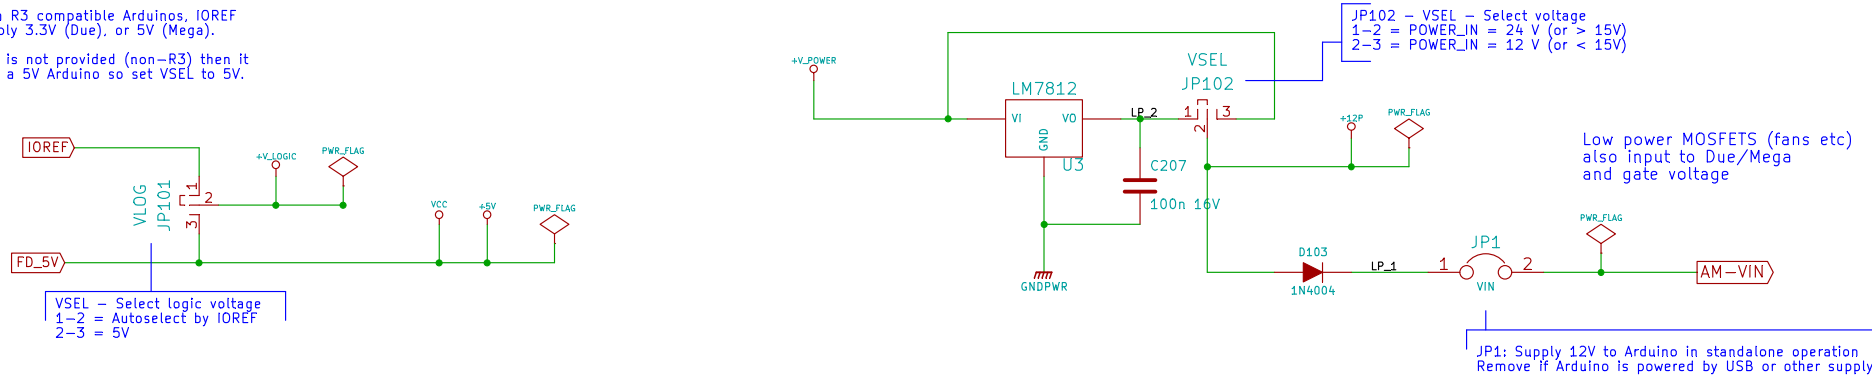 R3 compatible Arduinos, IOREF
3.3V (Due), or 5V (Mega).
is not provided (non-R3) then it
a 5V Arduino so set VSEL to 5V.
IOREF
VLOG
JP101
1
2
3
+V_LOGIC
PWR_FLAG
FD_5V
VCC
+5V
PWR_FLAG
VSEL - Select logic voltage
1-2 = Autoselect by IOREF
2-3 = 5V
+V_POWER
LM7812
VI
VO
GND
U3
LP_2
C207
100n 16V
GNDPWR
VSEL
JP102
1
3
2
JP102 - VSEL - Select voltage
1-2 = POWER_IN = 24 V (or > 15V)
2-3 = POWER_IN = 12 V (or < 15V)
+12P
PWR_FLAG
Low power MOSFETS (fans etc)
also input to Due/Mega
and gate voltage
D103
1N4004
LP_1
JP1
1
2
VIN
PWR_FLAG
AM-VIN
JP1: Supply 12V to Arduino in standalone operation
Remove if Arduino is powered by USB or other supply